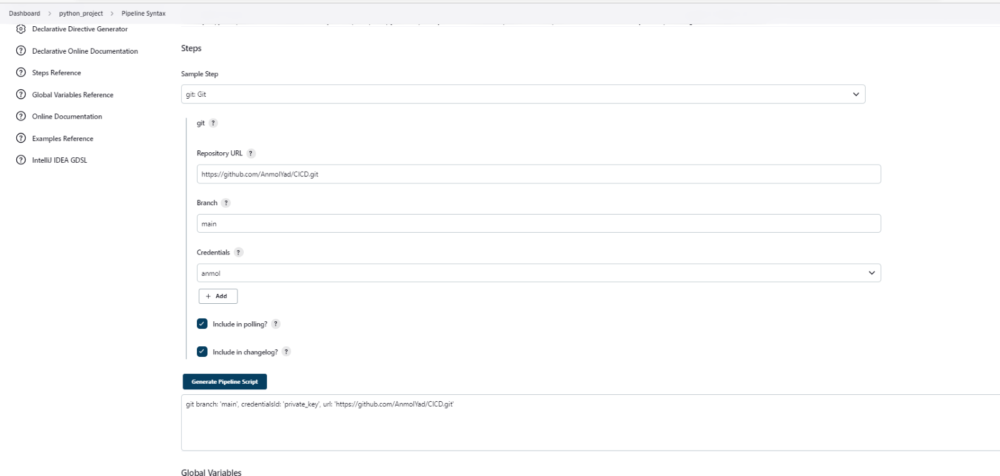 Dashboard > python_project > Pipeline Syntax
Declarative Directive Generator
Declarative Online Documentation
Steps Reference
Global Variables Reference
Online Documentation
Examples Reference
IntelliJ IDEA GDSL
Steps
Sample Step
git: Git
git ?
Repository URL ?
https://github.com/AnmolYad/CICD.git
Branch ?
main
Credentials ?
anmol
+ Add
Include in polling? ?
Include in changelog? ?
Generate Pipeline Script
git branch: 'main', credentialsId: 'private_key', url: 'https://github.com/AnmolYad/CICD.git'
Global Variables